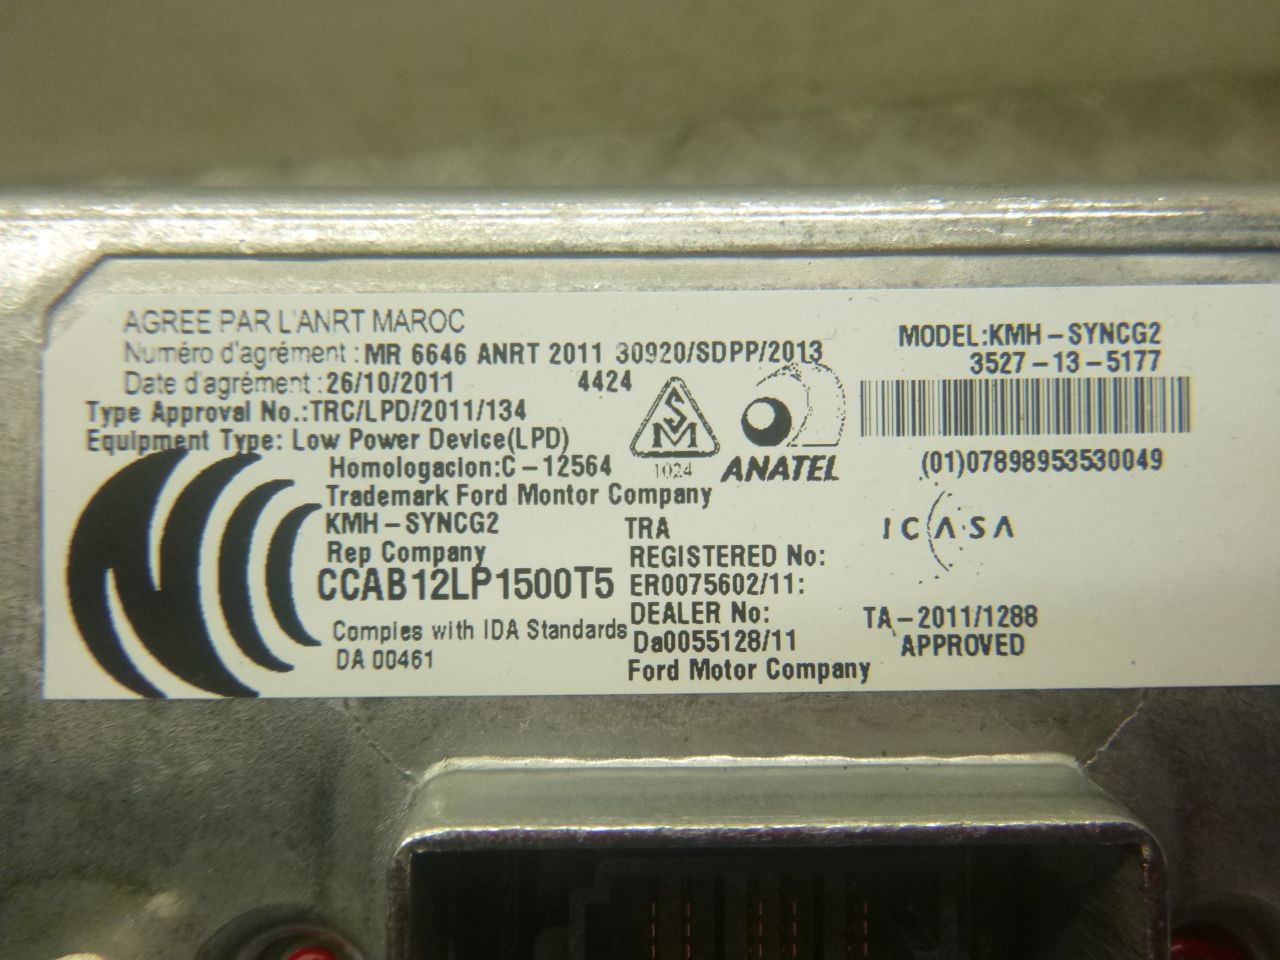 AGREE PAR L'ANRT MAROC
Numéro d'agrément : MR 6646 ANRT 2011 30920/SDPP/2013
Date d'agrément : 26/10/2011 4424
Type Approval No.:TRC/LPD/2011/134
Equipment Type: Low Power Device(LPD)
Homologacion:C-12564
Trademark Ford Montor Company
KMH-SYNCG2
Rep Company
CCAB12LP1500T5
Complies with IDA Standards
DA 00461
SM
1024
ANATEL
TRA
REGISTERED No:
ER0075602/11:
DEALER No:
Da0055128/11
Ford Motor Company
MODEL:KMH-SYNCG2
3527-13-5177
(01)07898953530049
ICASA
TA-2011/1288
APPROVED